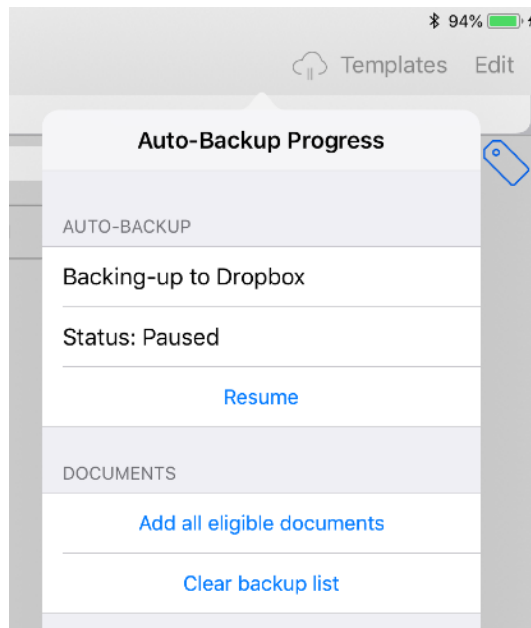 94%
Templates Edit
Auto-Backup Progress
AUTO-BACKUP
Backing-up to Dropbox
Status: Paused
Resume
DOCUMENTS
Add all eligible documents
Clear backup list